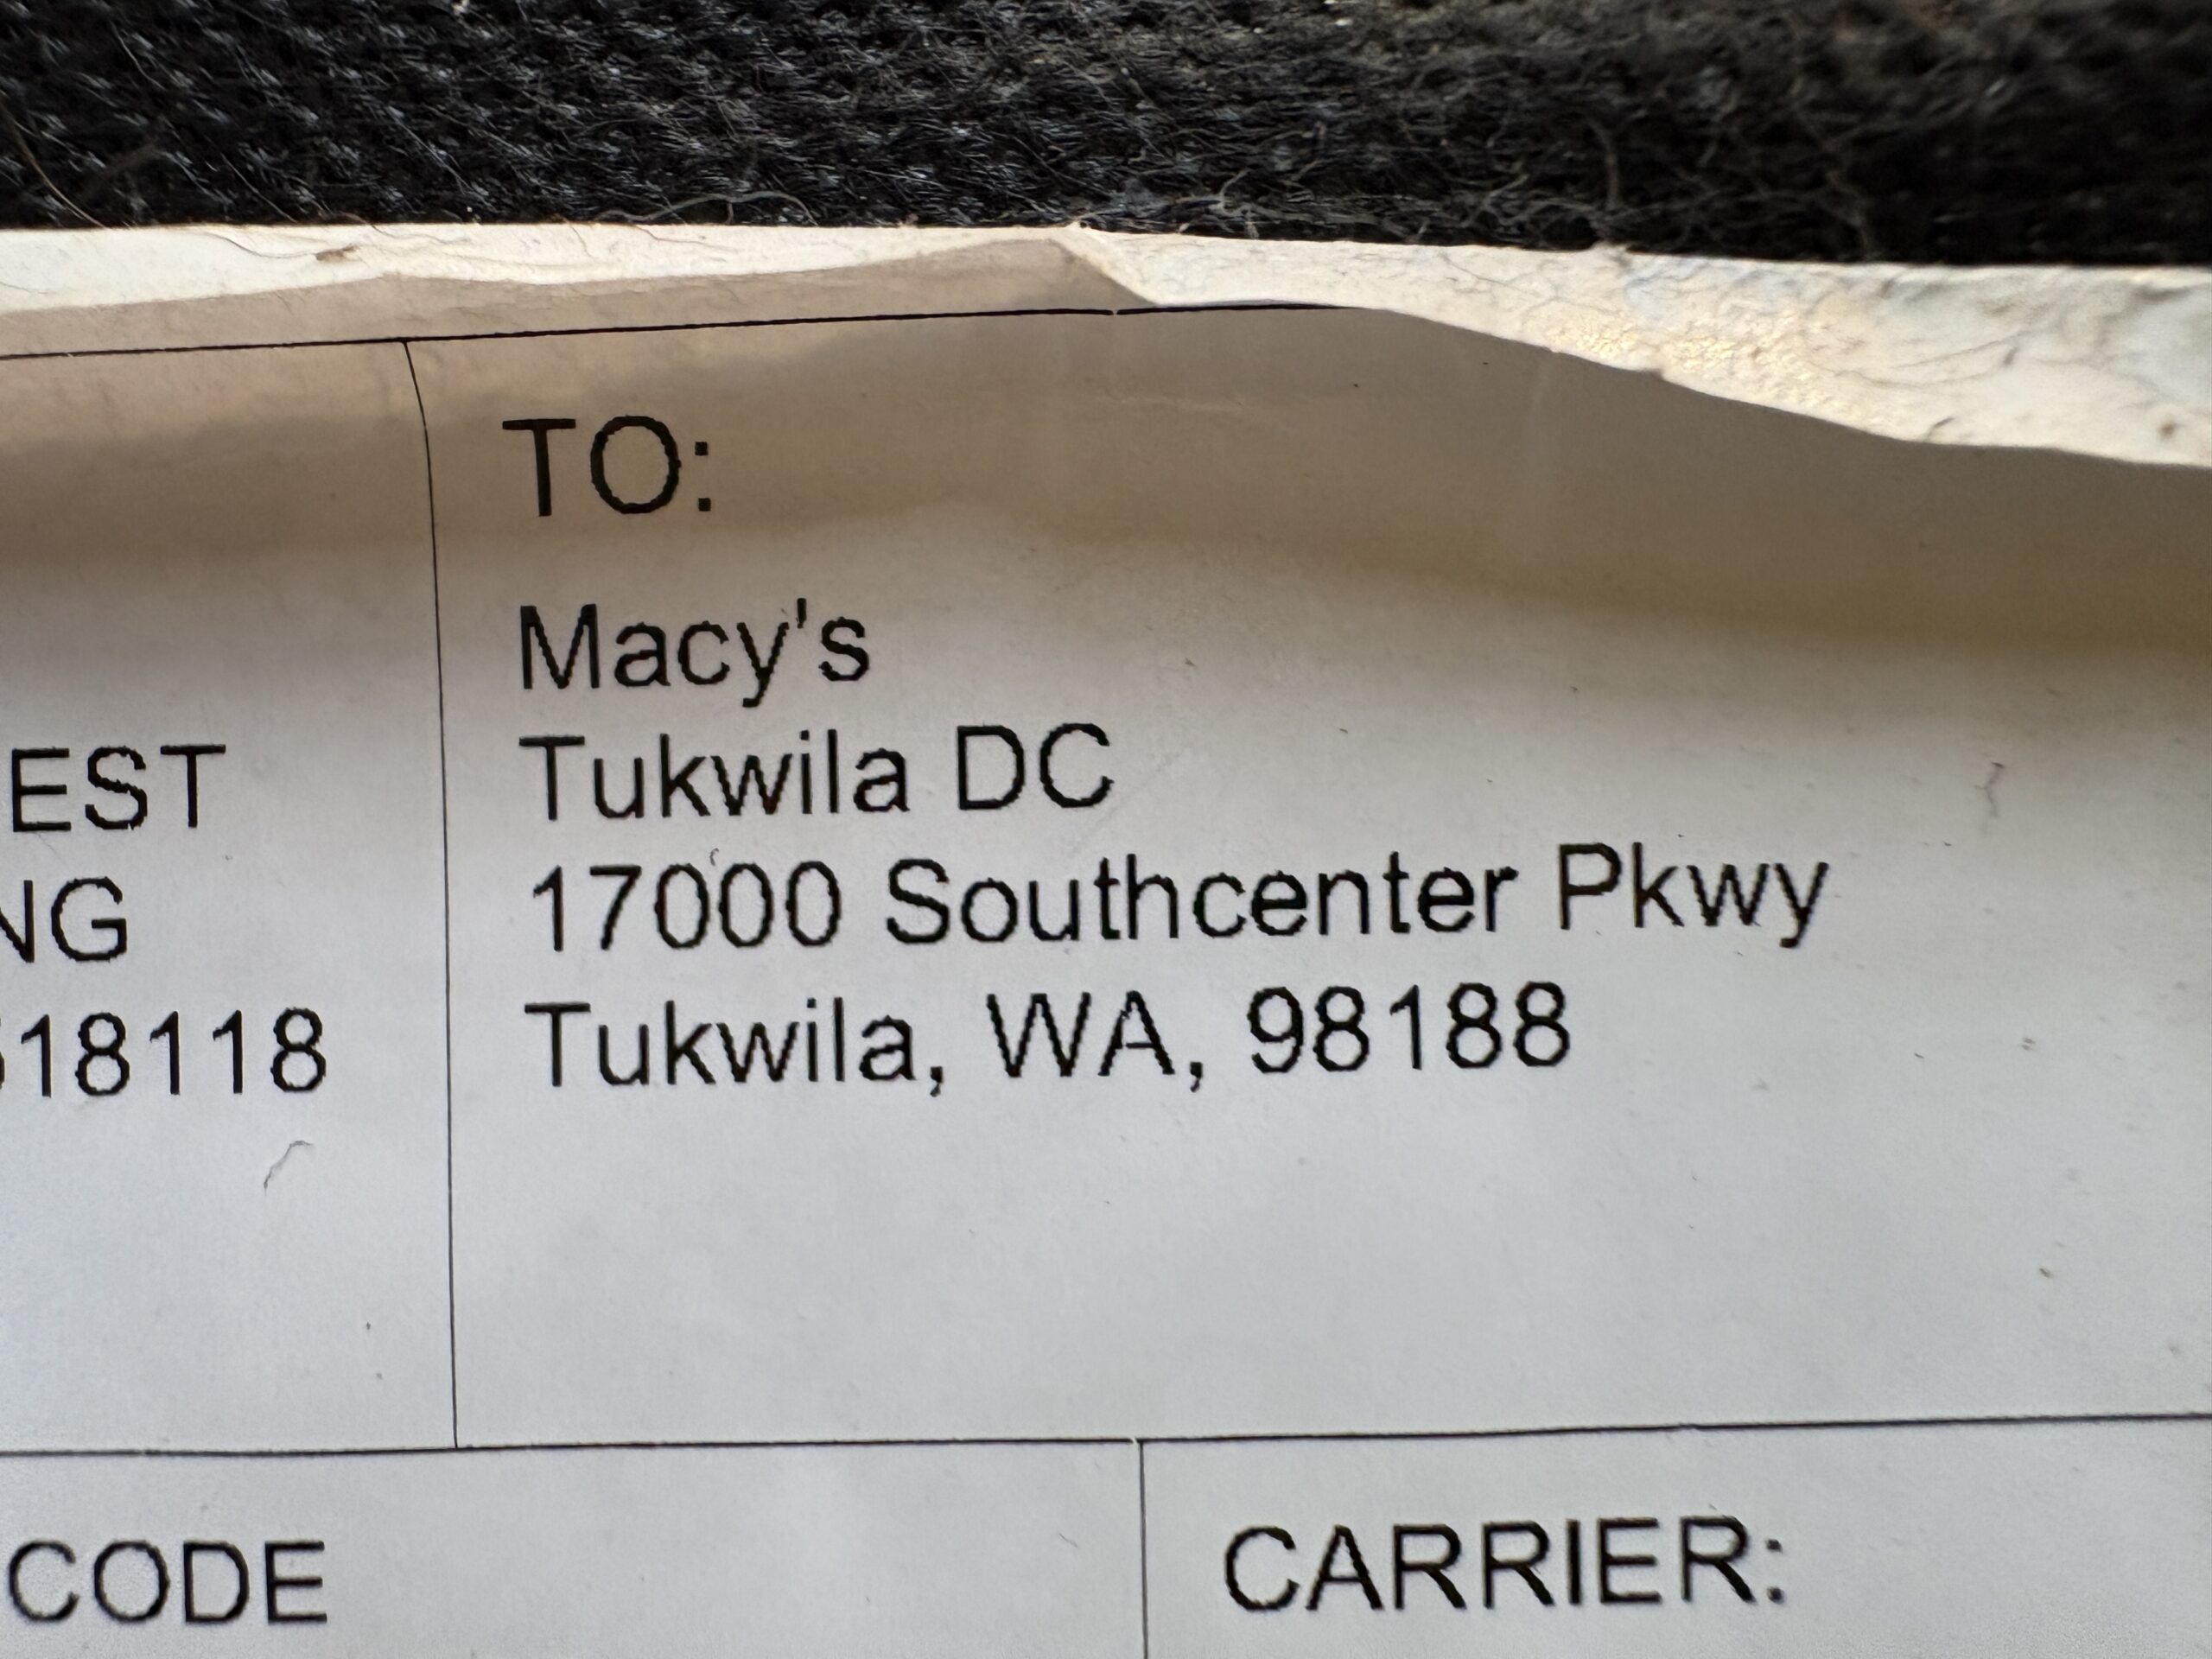 TO:
Macy's
Tukwila DC
17000 Southcenter Pkwy
Tukwila, WA, 98188
EST
NG
18118
CODE
CARRIER: